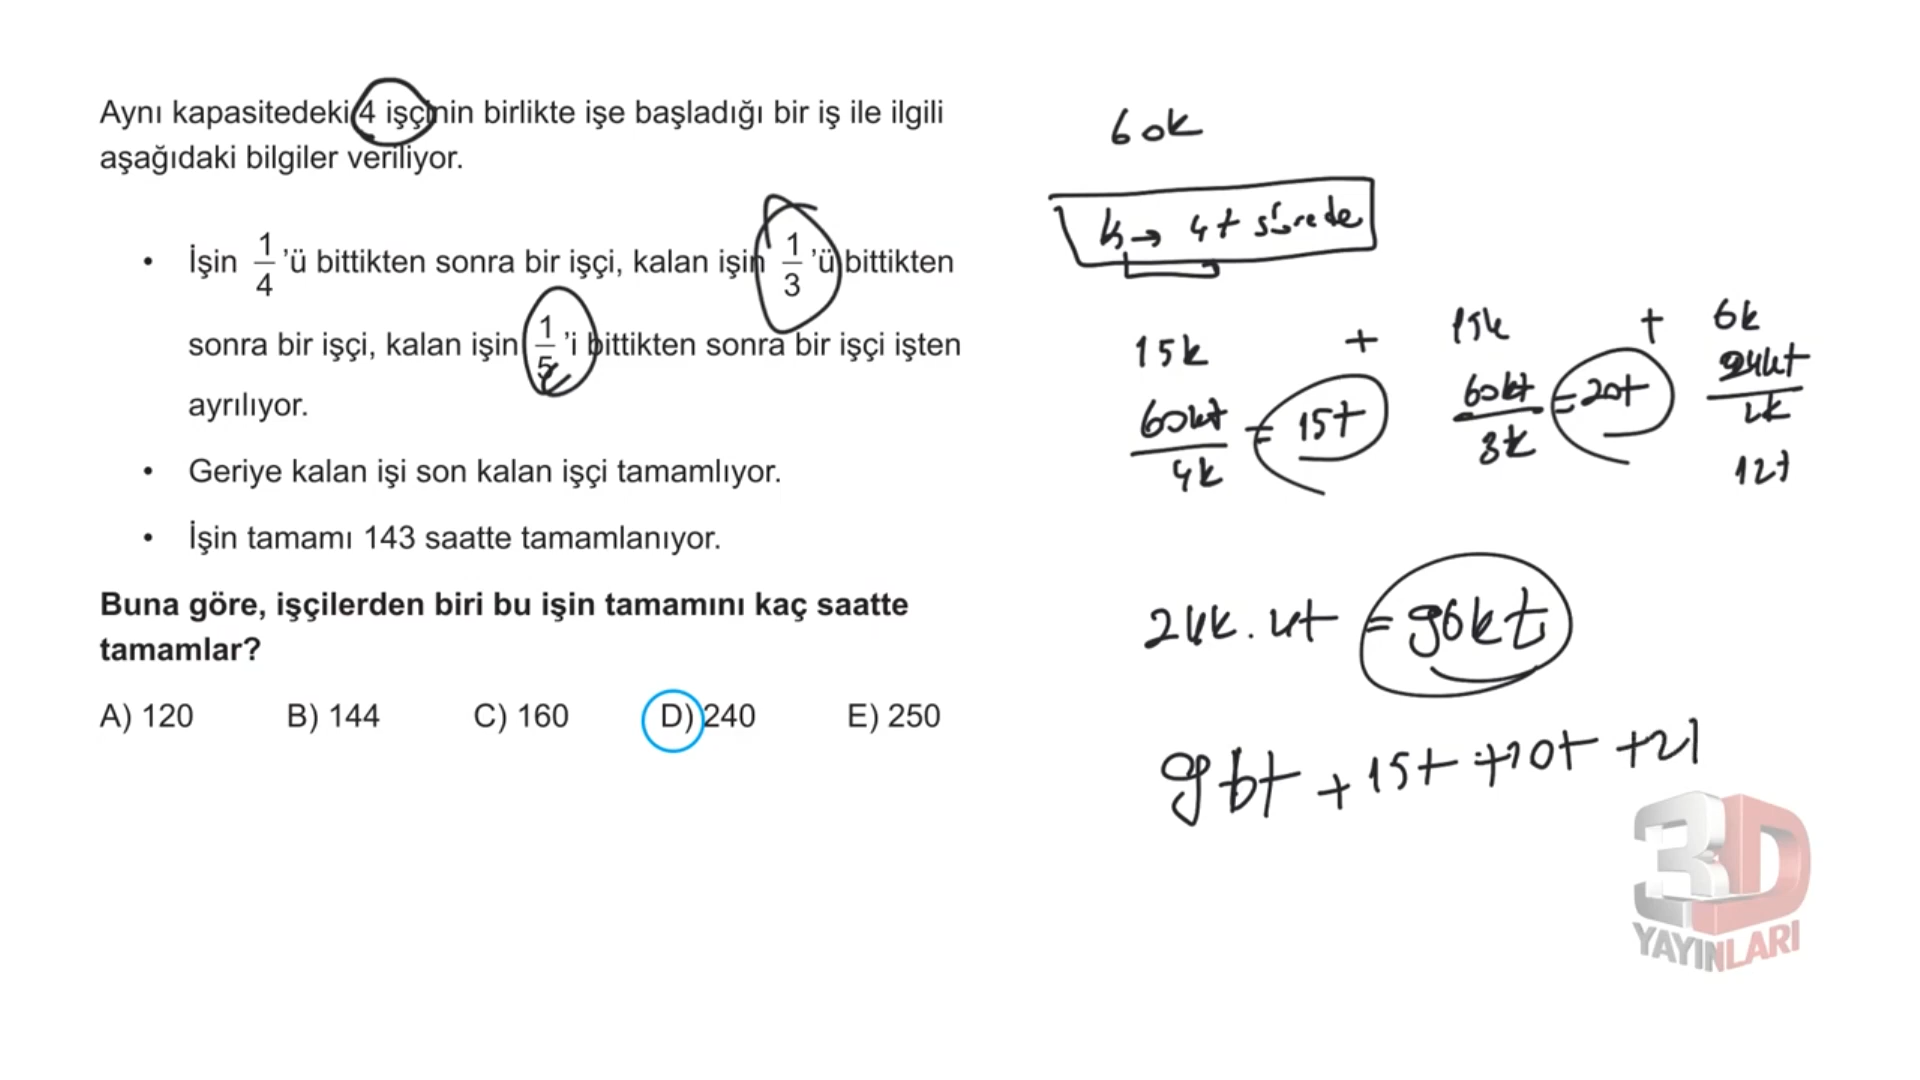 Aynı kapasitedeki 4 işçinin birlikte işe başladığı bir iş ile ilgili
aşağıdaki bilgiler veriliyor.
• İşin 1/4 'ü bittikten sonra bir işçi, kalan işin 1/3 'ü bittikten
sonra bir işçi, kalan işin 1/5 'i bittikten sonra bir işçi işten
ayrılıyor.
• Geriye kalan işi son kalan işçi tamamlıyor.
• İşin tamamı 143 saatte tamamlanıyor.
Buna göre, işçilerden biri bu işin tamamını kaç saatte
tamamlar?
A) 120 B) 144 C) 160 D) 240 E) 250
60k
k → 4t sürede
15k + 15k + 6k
60kt/4k = 15t 60kt/3k = 20t 24kt/2k
12t
24k.4t = 96kt
96t + 15t + 20t +
3D
YAYINLARI